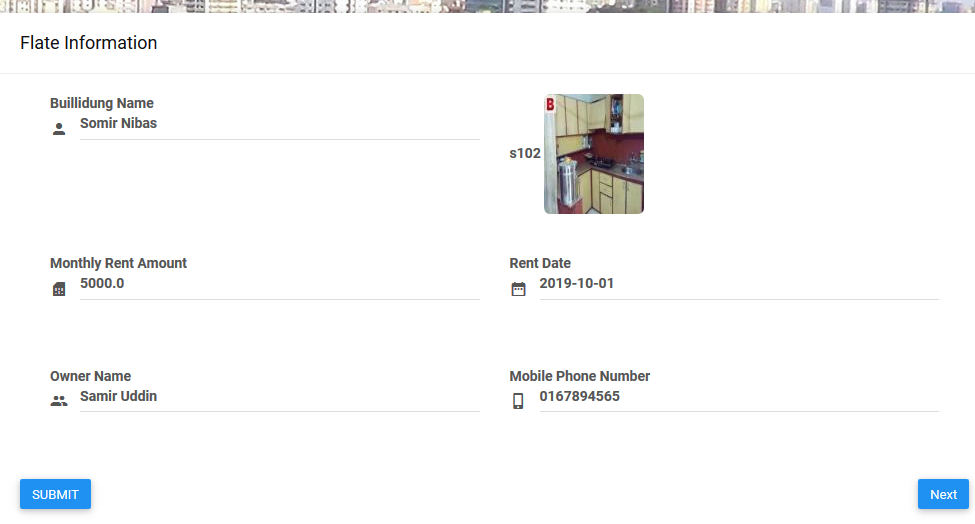 Flate Information
Buillidung Name
Somir Nibas
B
s102
Monthly Rent Amount
5000.0
Rent Date
2019-10-01
Owner Name
Samir Uddin
Mobile Phone Number
0167894565
SUBMIT
Next